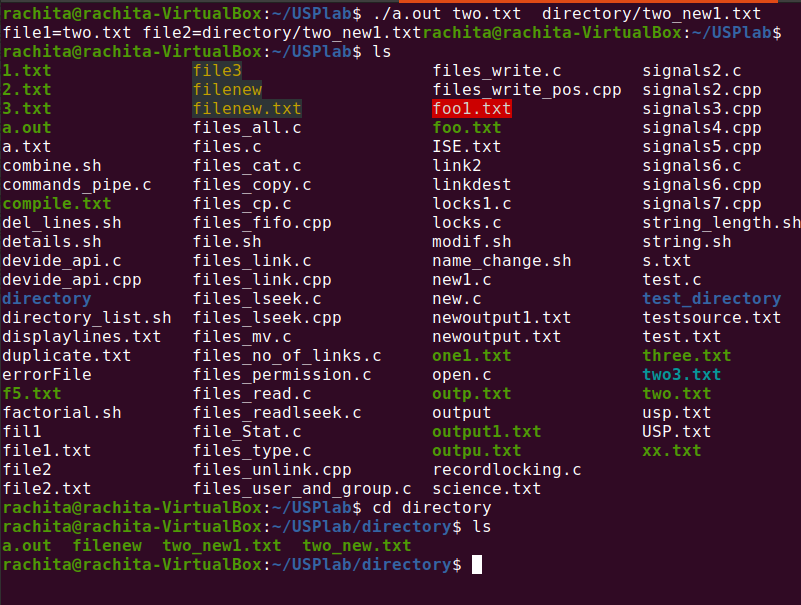 rachita@rachita-VirtualBox:~/USPlab$ ./a.out two.txt  directory/two_new1.txt
file1=two.txt file2=directory/two_new1.txtrachita@rachita-VirtualBox:~/USPlab$
rachita@rachita-VirtualBox:~/USPlab$ ls
1.txt file3 files_write.c signals2.c
2.txt filenew files_write_pos.cpp signals2.cpp
3.txt filenew.txt foo1.txt signals3.cpp
a.out files_all.c foo.txt signals4.cpp
a.txt files.c ISE.txt signals5.cpp
combine.sh files_cat.c link2 signals6.c
commands_pipe.c files_copy.c linkdest signals6.cpp
compile.txt files_cp.c locks1.c signals7.cpp
del_lines.sh files_fifo.cpp locks.c string_length.sh
details.sh file.sh modif.sh string.sh
devide_api.c files_link.c name_change.sh s.txt
devide_api.cpp files_link.cpp new1.c test.c
directory files_lseek.c new.c test_directory
directory_list.sh files_lseek.cpp newoutput1.txt testsource.txt
displaylines.txt files_mv.c newoutput.txt test.txt
duplicate.txt files_no_of_links.c one1.txt three.txt
errorFile files_permission.c open.c two3.txt
f5.txt files_read.c outp.txt two.txt
factorial.sh files_readlseek.c output usp.txt
fil1 file_Stat.c output1.txt USP.txt
file1.txt files_type.c outpu.txt xx.txt
file2 files_unlink.cpp recordlocking.c
file2.txt files_user_and_group.c science.txt
rachita@rachita-VirtualBox:~/USPlab$ cd directory
rachita@rachita-VirtualBox:~/USPlab/directory$ ls
a.out  filenew  two_new1.txt  two_new.txt
rachita@rachita-VirtualBox:~/USPlab/directory$